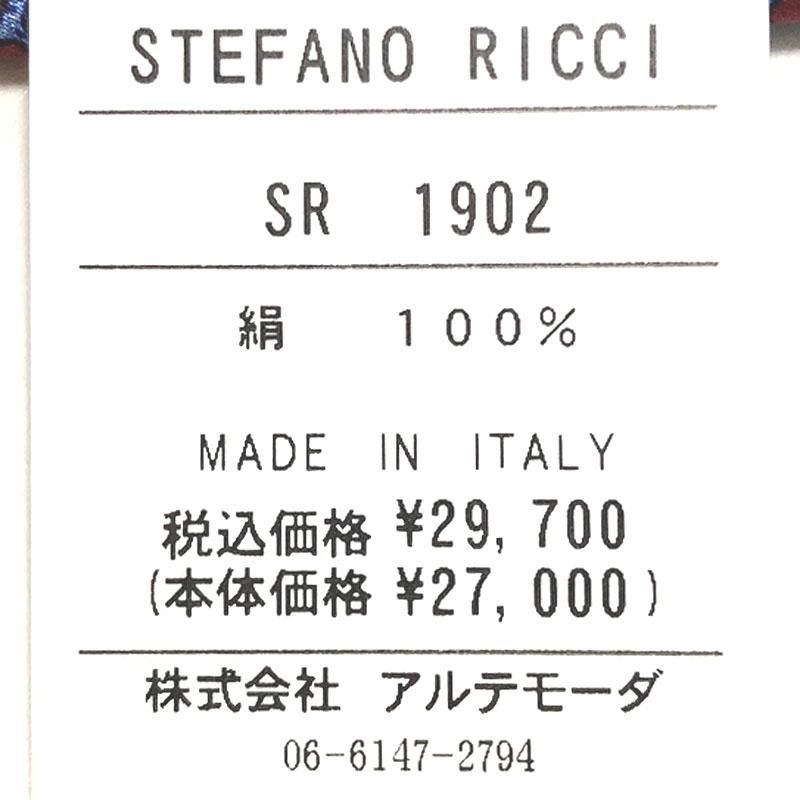 STEFANO RICCI
SR 1902
絹 １００％
MADE IN ITALY
税込価格 ¥29,700
(本体価格 ¥27,000)
株式会社 アルテモーダ
06-6147-2794